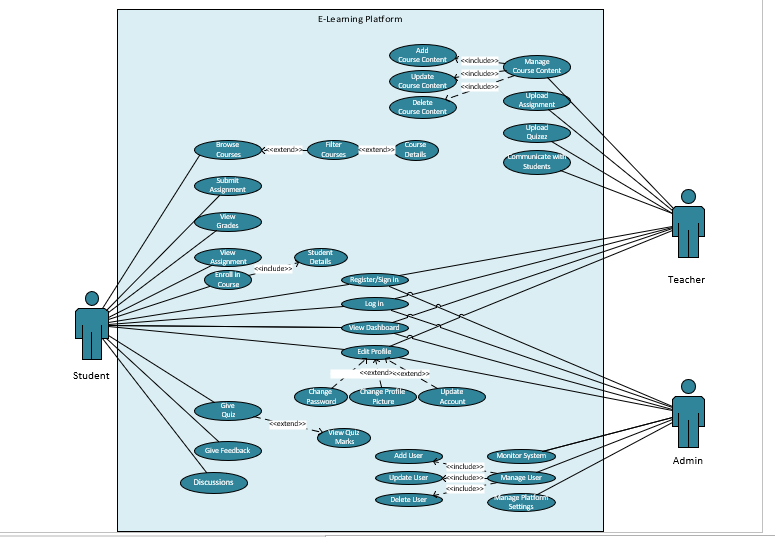 E-Learning Platform
Add
Course Content
<<include>>
Manage
Course Content
Update
Course Content
<<include>>
Delete
Course Content
<<include>>
Upload
Assignment
Upload
Quizez
Communicate with
Students
Browse
Courses
<<extend>>
Filter
Courses
<<extend>>
Course
Details
Submit
Assignment
View
Grades
View
Assignment
Enroll in
Course
<<include>>
Student
Details
Register/Sign In
Log In
View Dashboard
Edit Profile
<<extend>>
<<extend>>
Change
Password
Change Profile
Picture
Update
Account
Give
Quiz
<<extend>>
View Quiz
Marks
Give Feedback
Discussions
Add User
<<include>>
Monitor System
Update User
<<include>>
Manage User
Delete User
<<include>>
Manage Platform
Settings
Student
Teacher
Admin